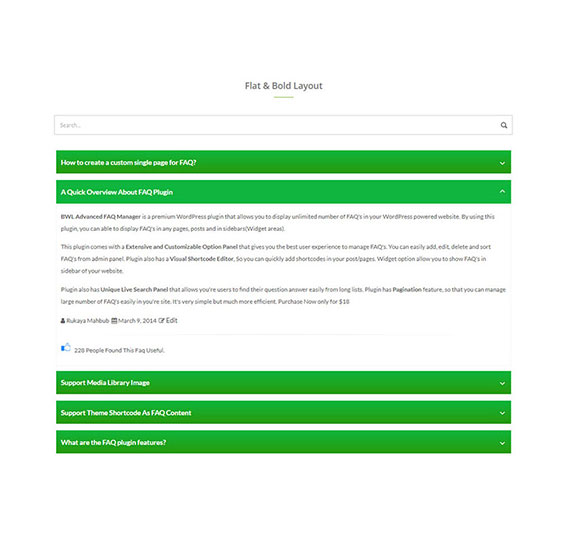 Flat & Bold Layout
Search...
How to create a custom single page for FAQ?
A Quick Overview About FAQ Plugin
BWL Advanced FAQ Manager is a premium WordPress plugin that allows you to display unlimited number of FAQ's in your WordPress powered website. By using this
plugin, you can able to display FAQ's in any pages, posts and in sidebars(Widget areas).
This plugin comes with a Extensive and Customizable Option Panel that gives you the best user experience to manage FAQ's. You can easily add, edit, delete and sort
FAQ's from admin panel. Plugin also has a Visual Shortcode Editor, So you can quickly add shortcodes in your post/pages. Widget option allow you to show FAQ's in
sidebar of your website.
Plugin also has Unique Live Search Panel that allows you're users to find their question answer easily from long lists. Plugin has Pagination feature, so that you can manage
large number of FAQ's easily in you're site. It's very simple but much more efficient. Purchase Now only for $18
Rukaya Mahbub March 9, 2014 Edit
228 People Found This Faq Useful.
Support Media Library Image
Support Theme Shortcode As FAQ Content
What are the FAQ plugin features?